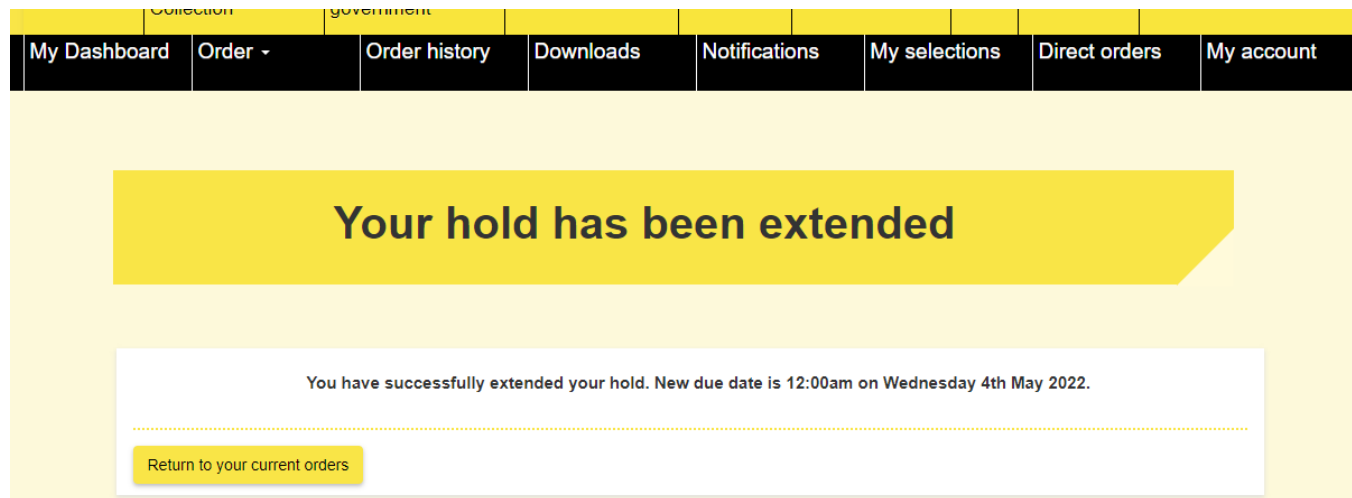 Collection government
My Dashboard Order Order history Downloads Notifications My selections Direct orders My account
Your hold has been extended
You have successfully extended your hold. New due date is 12:00am on Wednesday 4th May 2022.
Return to your current orders